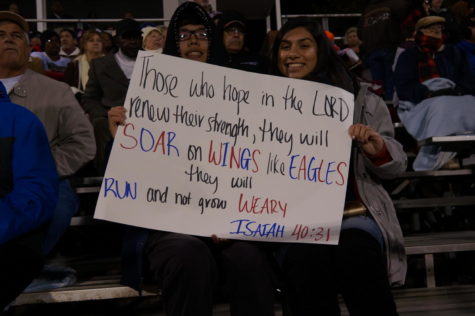 Those who hope in the LORD
renew their strength, they will
SOAR on WINGS like EAGLES
they will
RUN and not grow WEARY
ISAIAH 40:31